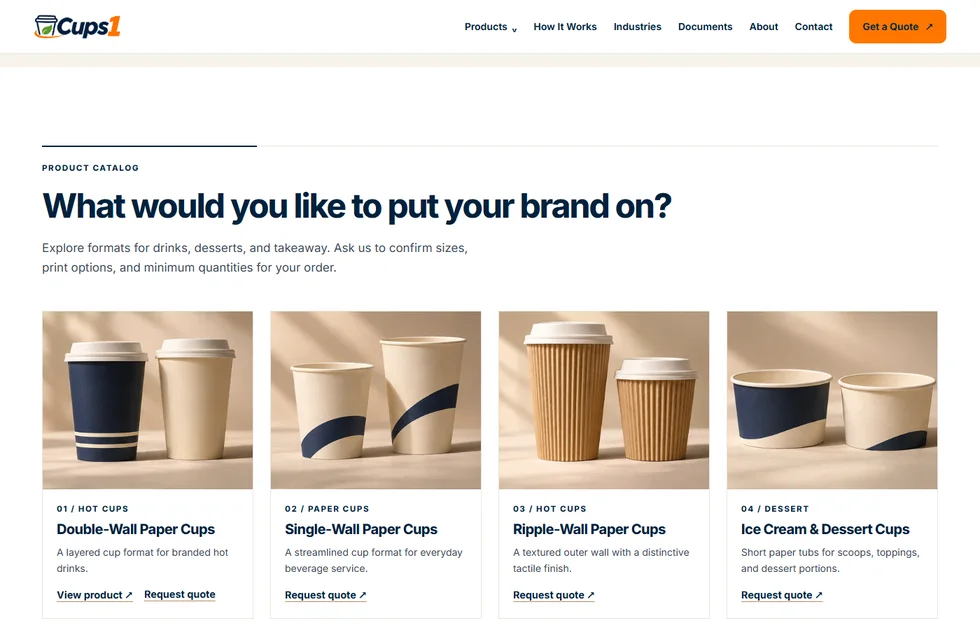 Cups1
Products
How It Works
Industries
Documents
About
Contact
Get a Quote ↗
PRODUCT CATALOG
What would you like to put your brand on?
Explore formats for drinks, desserts, and takeaway. Ask us to confirm sizes,
print options, and minimum quantities for your order.
01 / HOT CUPS
Double-Wall Paper Cups
A layered cup format for branded hot
drinks.
View product ↗ Request quote
02 / PAPER CUPS
Single-Wall Paper Cups
A streamlined cup format for everyday
beverage service.
Request quote ↗
03 / HOT CUPS
Ripple-Wall Paper Cups
A textured outer wall with a distinctive
tactile finish.
Request quote ↗
04 / DESSERT
Ice Cream & Dessert Cups
Short paper tubs for scoops, toppings,
and dessert portions.
Request quote ↗